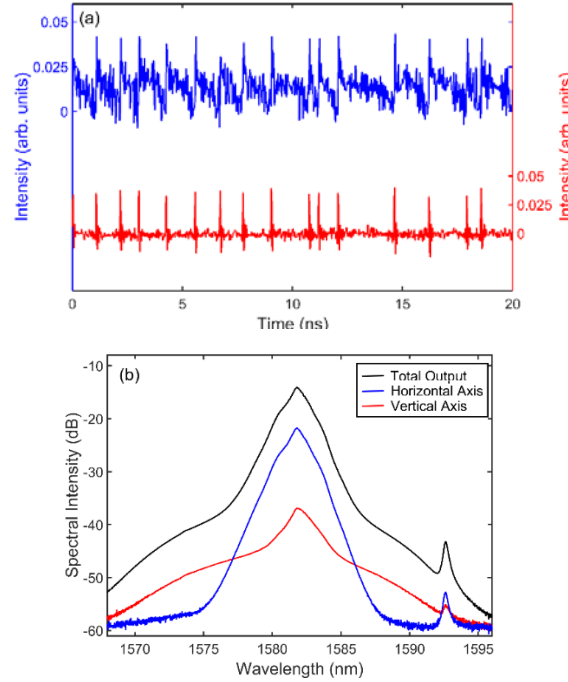 (a)
0.05
0.025
0
Intensity (arb. units)
0.05
0.025
0
Intensity (arb. units)
0 5 10 15 20
Time (ns)
(b)
-10
-20
-30
-40
-50
-60
Spectral Intensity (dB)
Total Output
Horizontal Axis
Vertical Axis
1570 1575 1580 1585 1590 1595
Wavelength (nm)